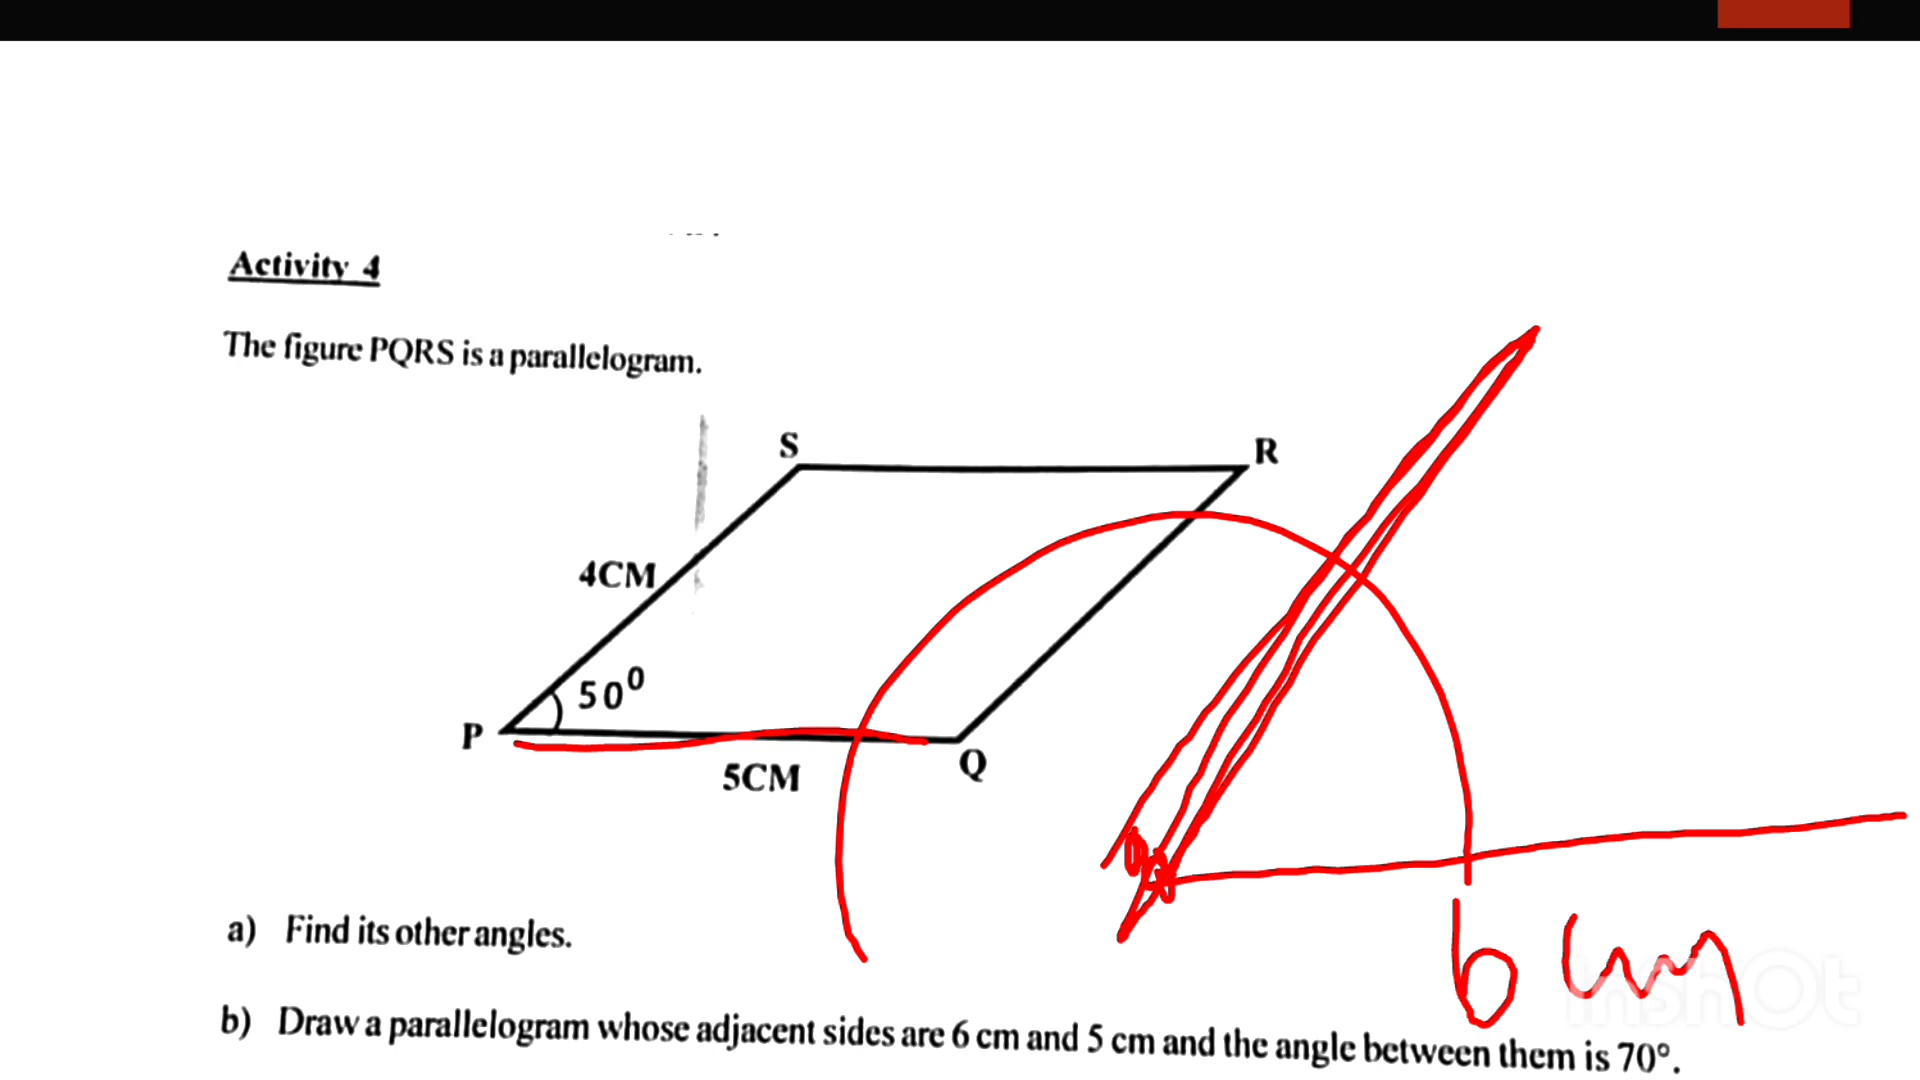 Activity 4
The figure PQRS is a parallelogram.
S
R
4CM
50⁰
P
5CM
Q
a) Find its other angles.
6 cm
InShOt
b) Draw a parallelogram whose adjacent sides are 6 cm and 5 cm and the angle between them is 70°.